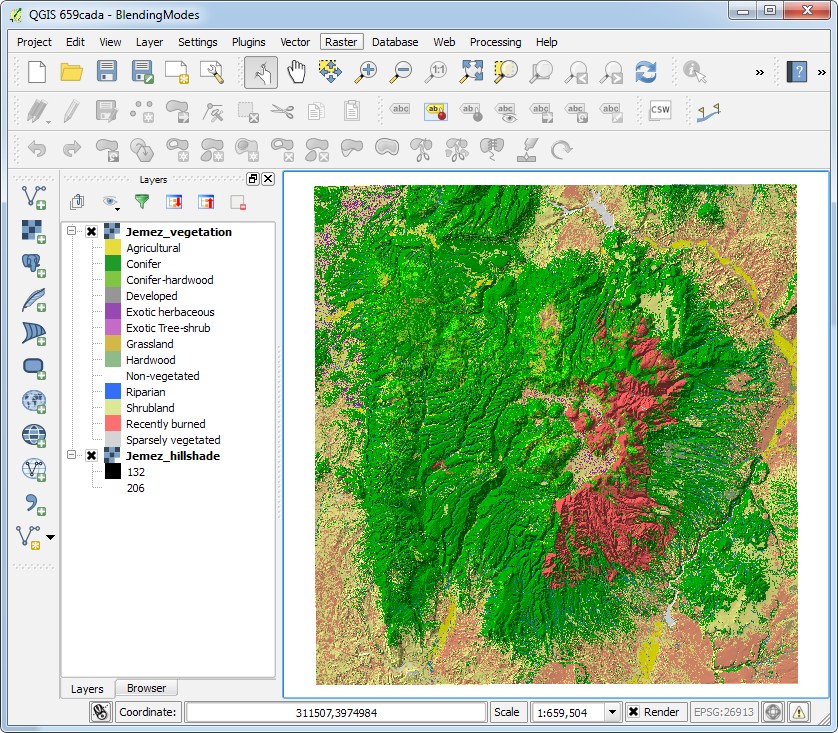 QGIS 659cada - BlendingModes
Project Edit View Layer Settings Plugins Vector Raster Database Web Processing Help
1:1 » ? »
abc ab abc abc abc abc abc CSW
Layers
Jemez_vegetation
Agricultural
Conifer
Conifer-hardwood
Developed
Exotic herbaceous
Exotic Tree-shrub
Grassland
Hardwood
Non-vegetated
Riparian
Shrubland
Recently burned
Sparsely vegetated
Jemez_hillshade
132
206
Layers Browser
Coordinate: 311507,3974984 Scale 1:659,504 Render EPSG:26913